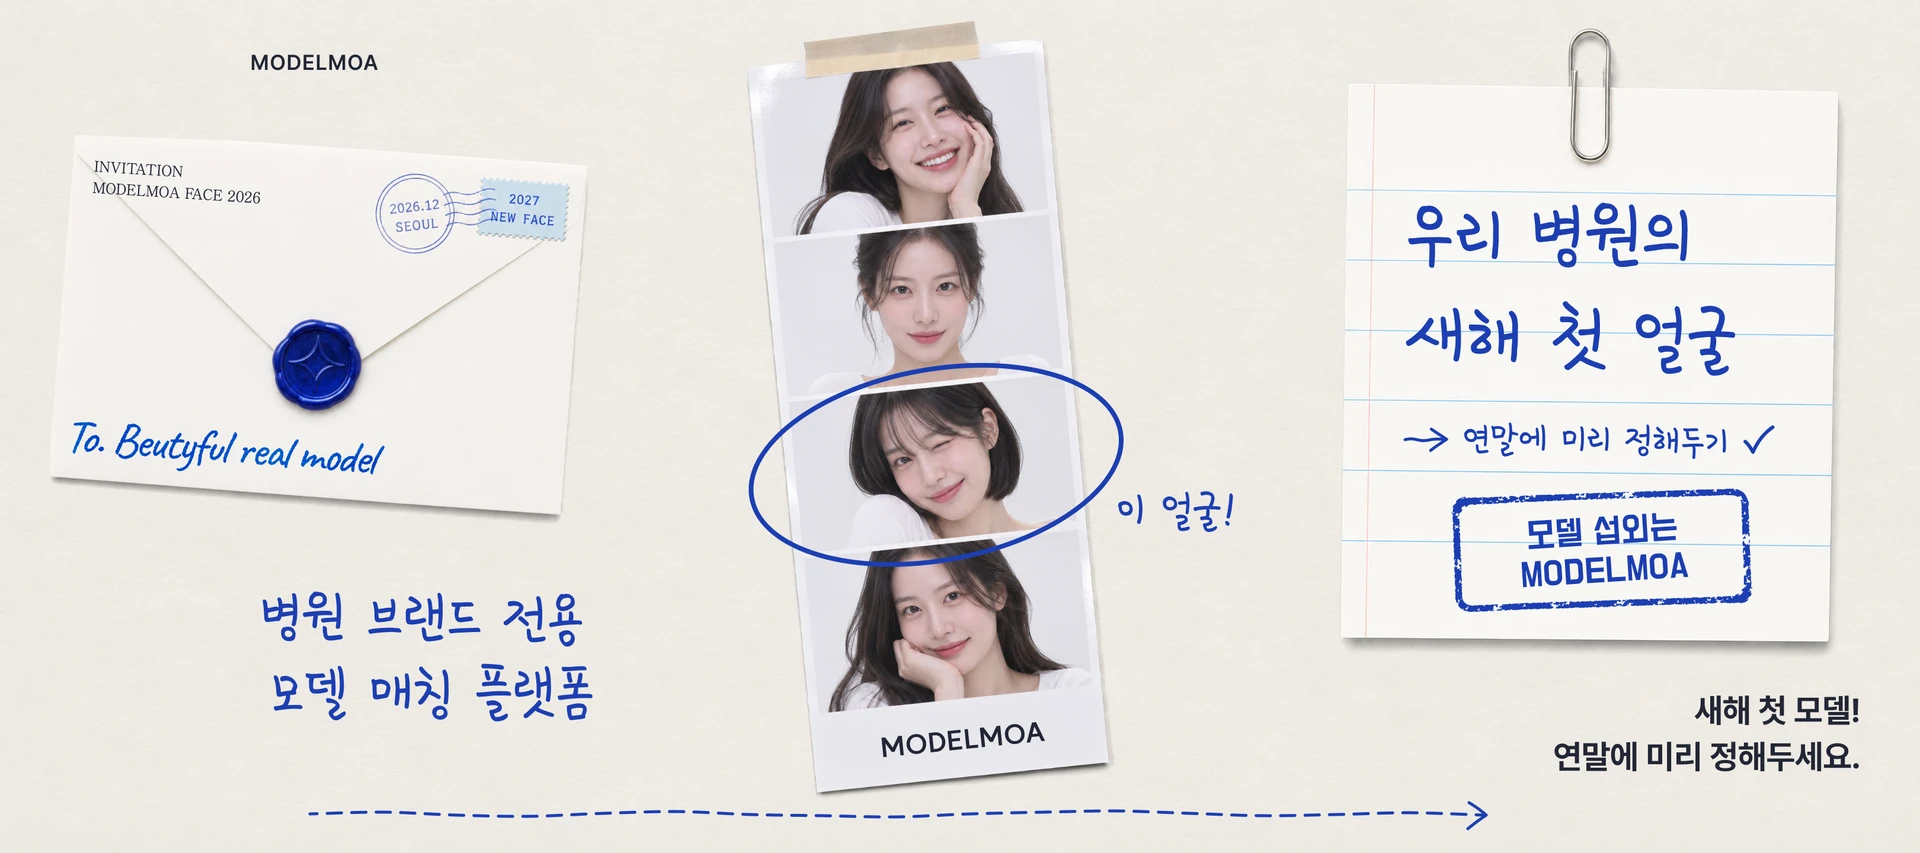 MODELMOA
INVITATION
MODELMOA FACE 2026
2026.12
SEOUL
2027
NEW FACE
To. Beutyful real model
병원 브랜드 전용
모델 매칭 플랫폼
이 얼굴!
MODELMOA
우리 병원의
새해 첫 얼굴
→ 연말에 미리 정해두기 ✓
모델 섭외는
MODELMOA
새해 첫 모델!
연말에 미리 정해두세요.